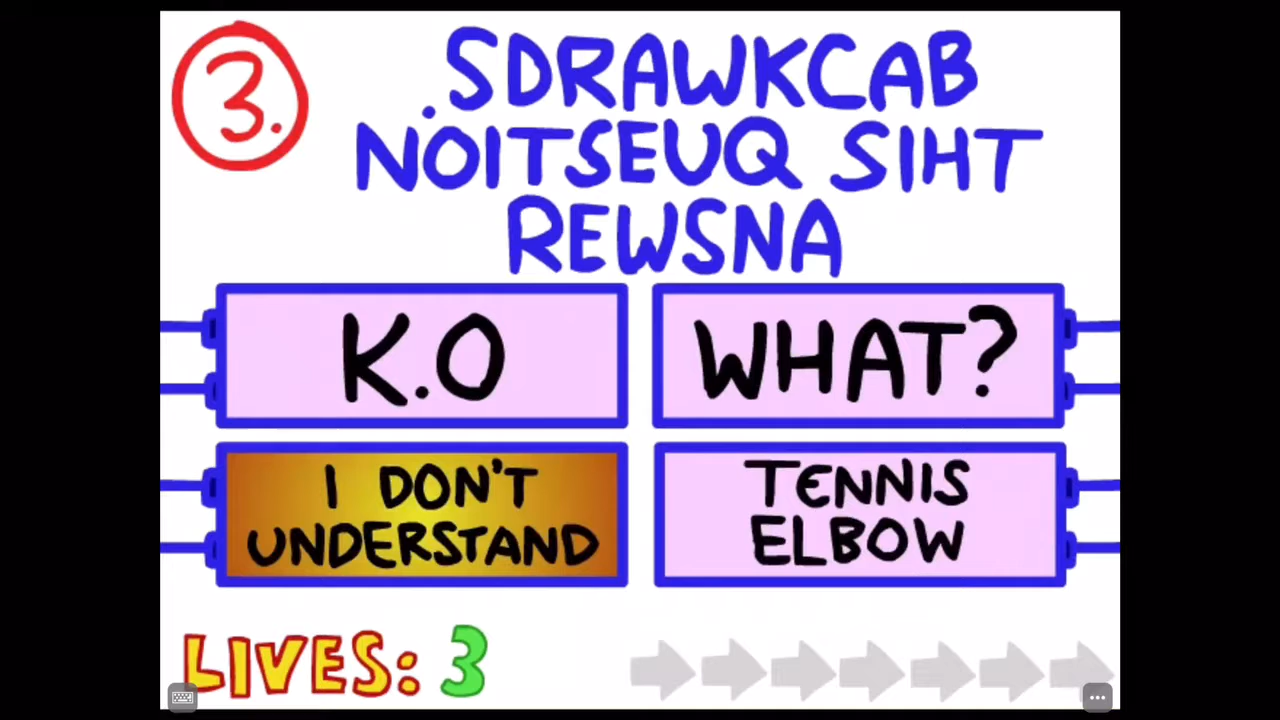 3.
.SDRAWKCAB
NOITSEUQ SIHT
REWSNA
K.O
WHAT?
I DON'T
UNDERSTAND
TENNIS
ELBOW
LIVES: 3